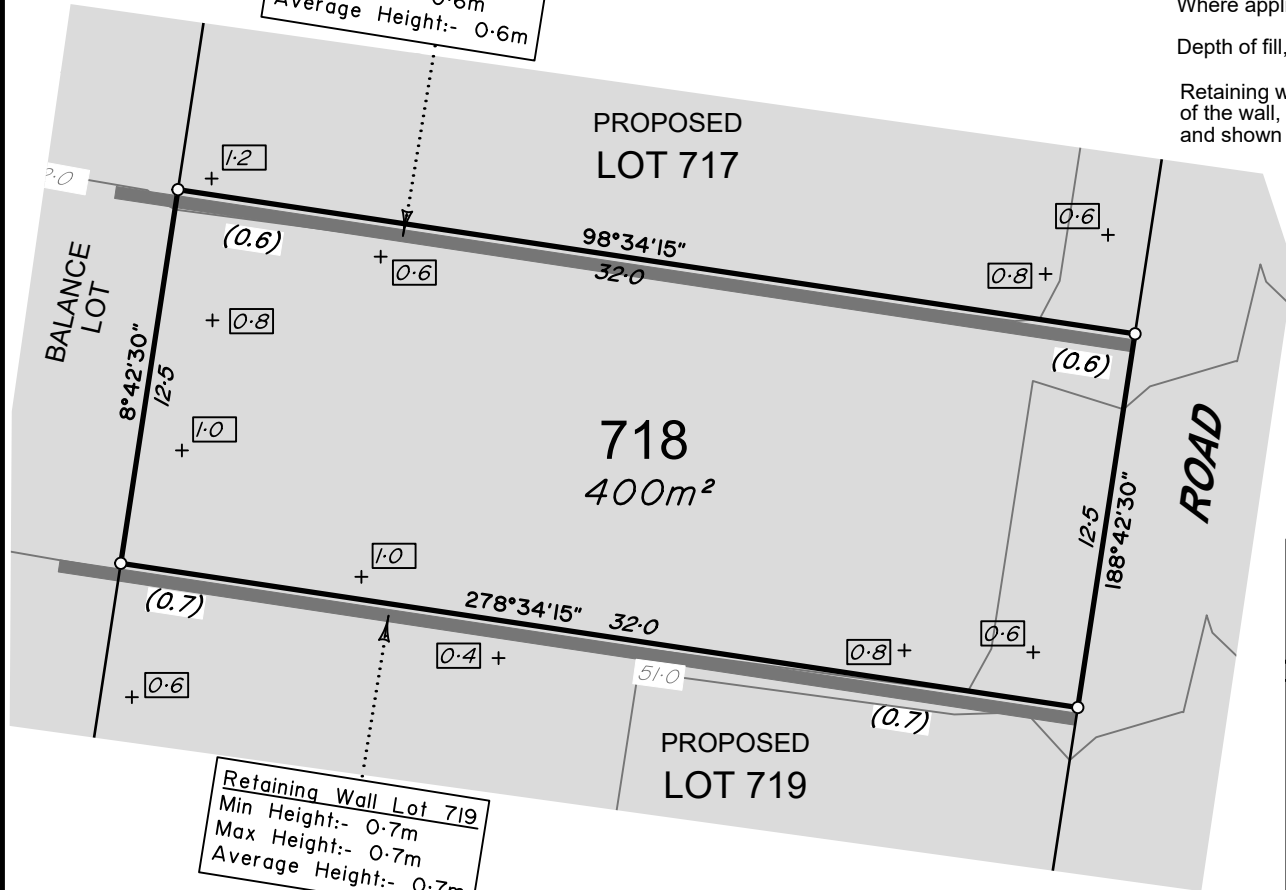 0·6m
Average Height:- 0·6m
Depth of fill,
Retaining
of the wall,
and shown
PROPOSED
LOT 717
1·2
(0.6)
0·6
98°34'15"
32·0
0·6
0·8
(0.6)
BALANCE
LOT
0·8
8°42'30"
12·5
1·0
718
400m²
ROAD
12·5
188°42'30"
1·0
(0.7)
278°34'15"
32·0
0·4
0·8
0·6
51·0
(0.7)
0·6
PROPOSED
LOT 719
Retaining Wall Lot 719
Min Height:- 0·7m
Max Height:- 0·7m
Average Height:- 0·7m